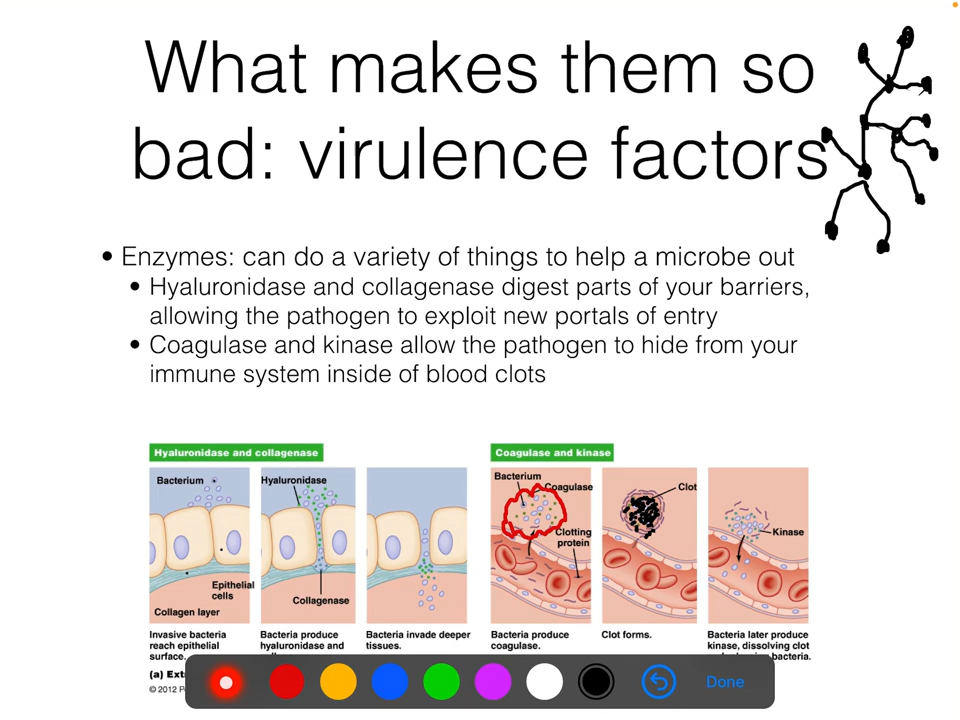 What makes them so
bad: virulence factors
• Enzymes: can do a variety of things to help a microbe out
• Hyaluronidase and collagenase digest parts of your barriers,
allowing the pathogen to exploit new portals of entry
• Coagulase and kinase allow the pathogen to hide from your
immune system inside of blood clots
Hyaluronidase and collagenase
Bacterium
Epithelial
cells
Collagen layer
Invasive bacteria
reach epithelial
surface.
Hyaluronidase
Collagenase
Bacteria produce
hyaluronidase and
Bacteria invade deeper
tissues.
Coagulase and kinase
Bacterium
Coagulase
Clotting
protein
Bacteria produce
coagulase.
Clot
Clot forms.
Kinase
Bacteria later produce
kinase, dissolving clot
bacteria.
(a)
© 2012
Done